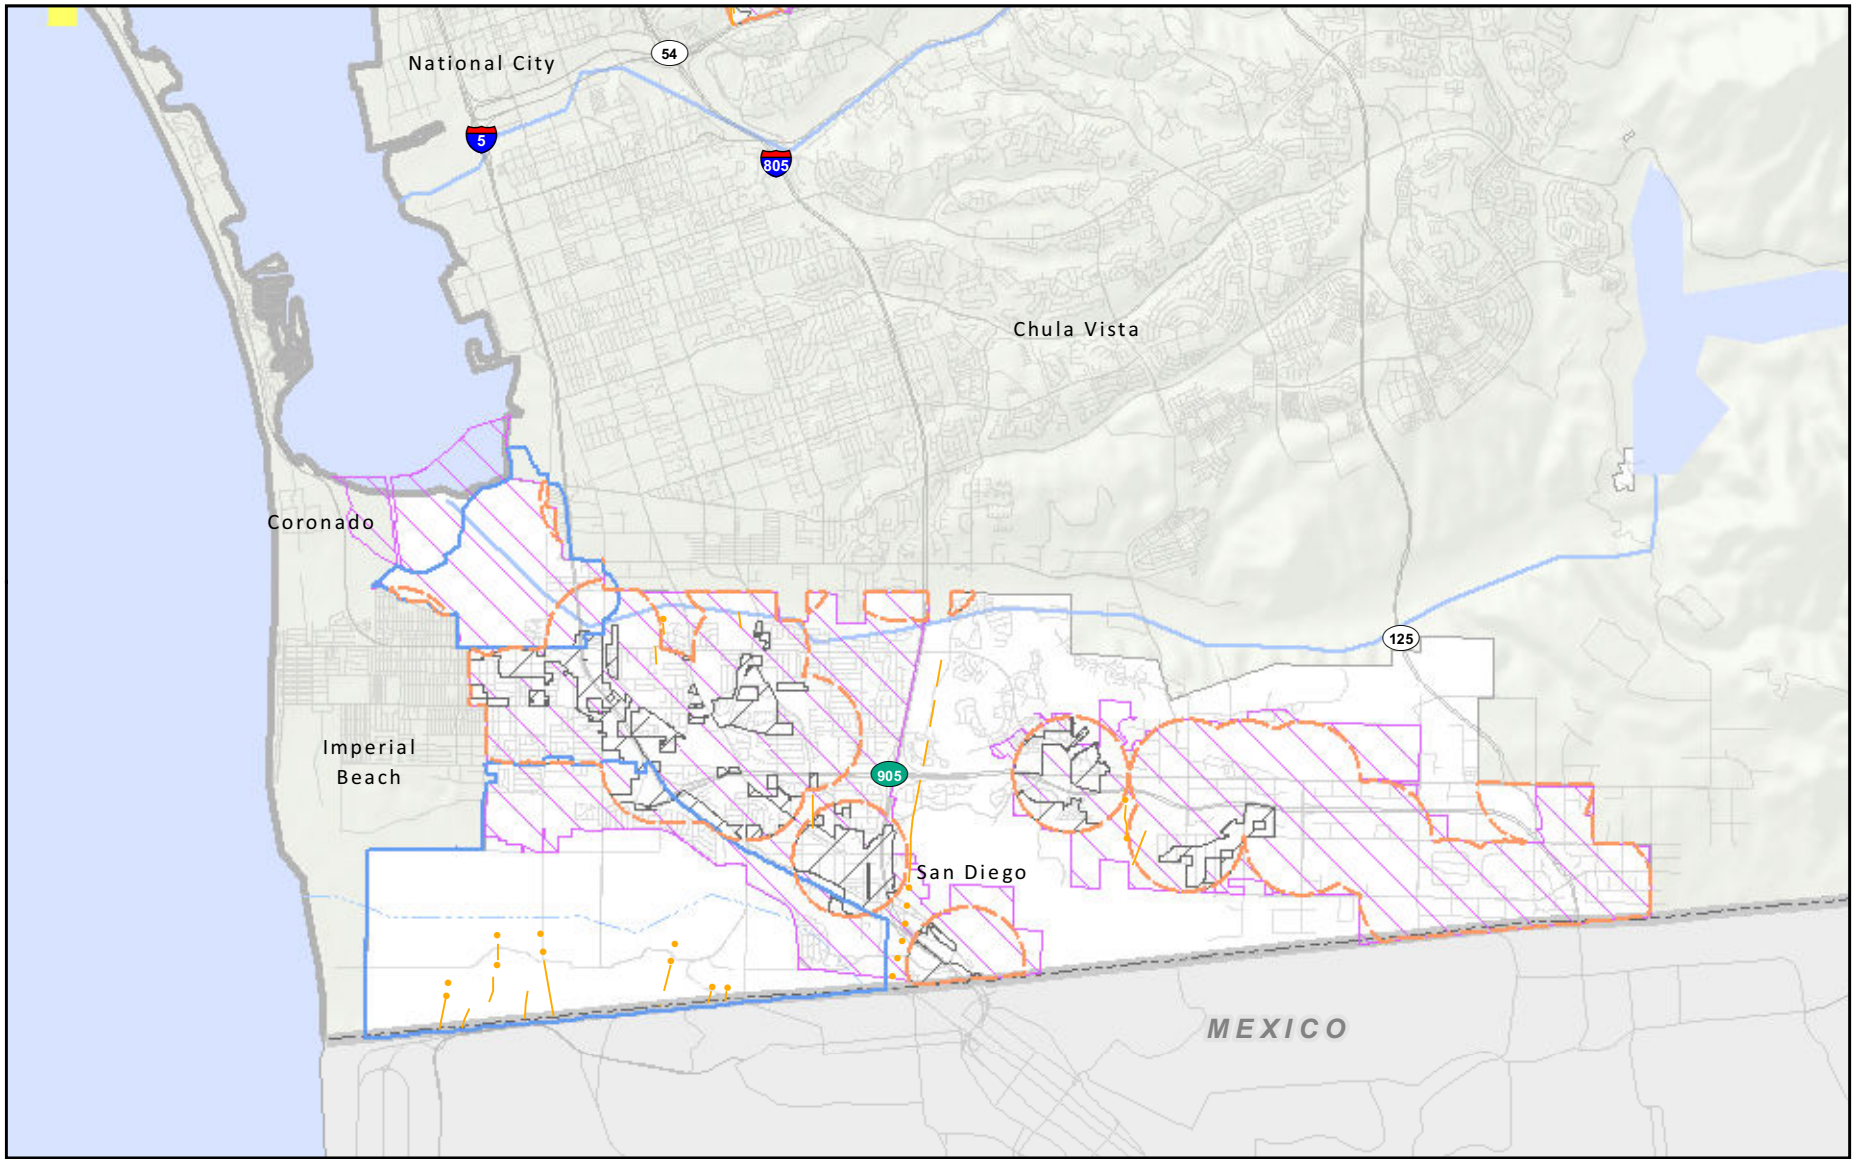 National City
54
5
805
Chula Vista
Coronado
125
Imperial
Beach
905
San Diego
MEXICO